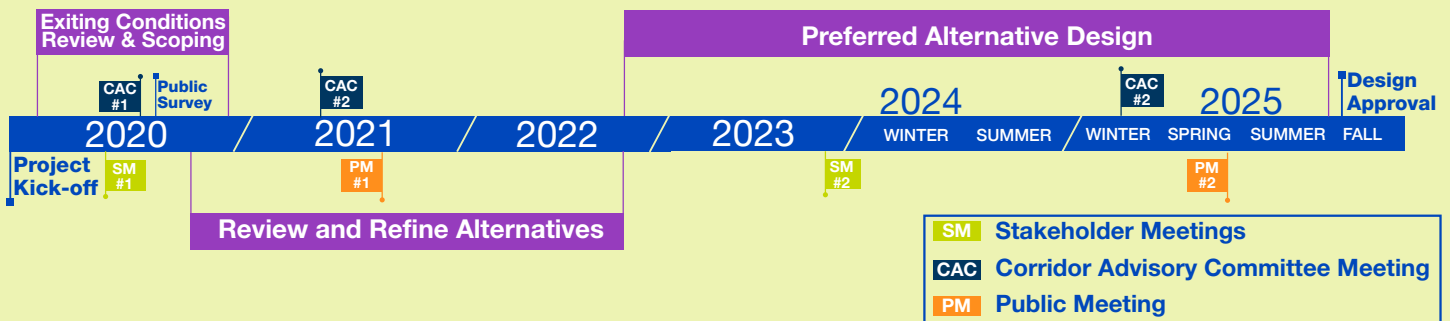 Exiting Conditions
Review & Scoping
Preferred Alternative Design
CAC
#1
Public
Survey
CAC
#2
2024
CAC
#2
2025
Design
Approval
2020
2021
2022
2023
WINTER SUMMER
WINTER SPRING SUMMER FALL
Project
Kick-off
SM
#1
PM
#1
SM
#2
PM
#2
Review and Refine Alternatives
SM Stakeholder Meetings
CAC Corridor Advisory Committee Meeting
PM Public Meeting